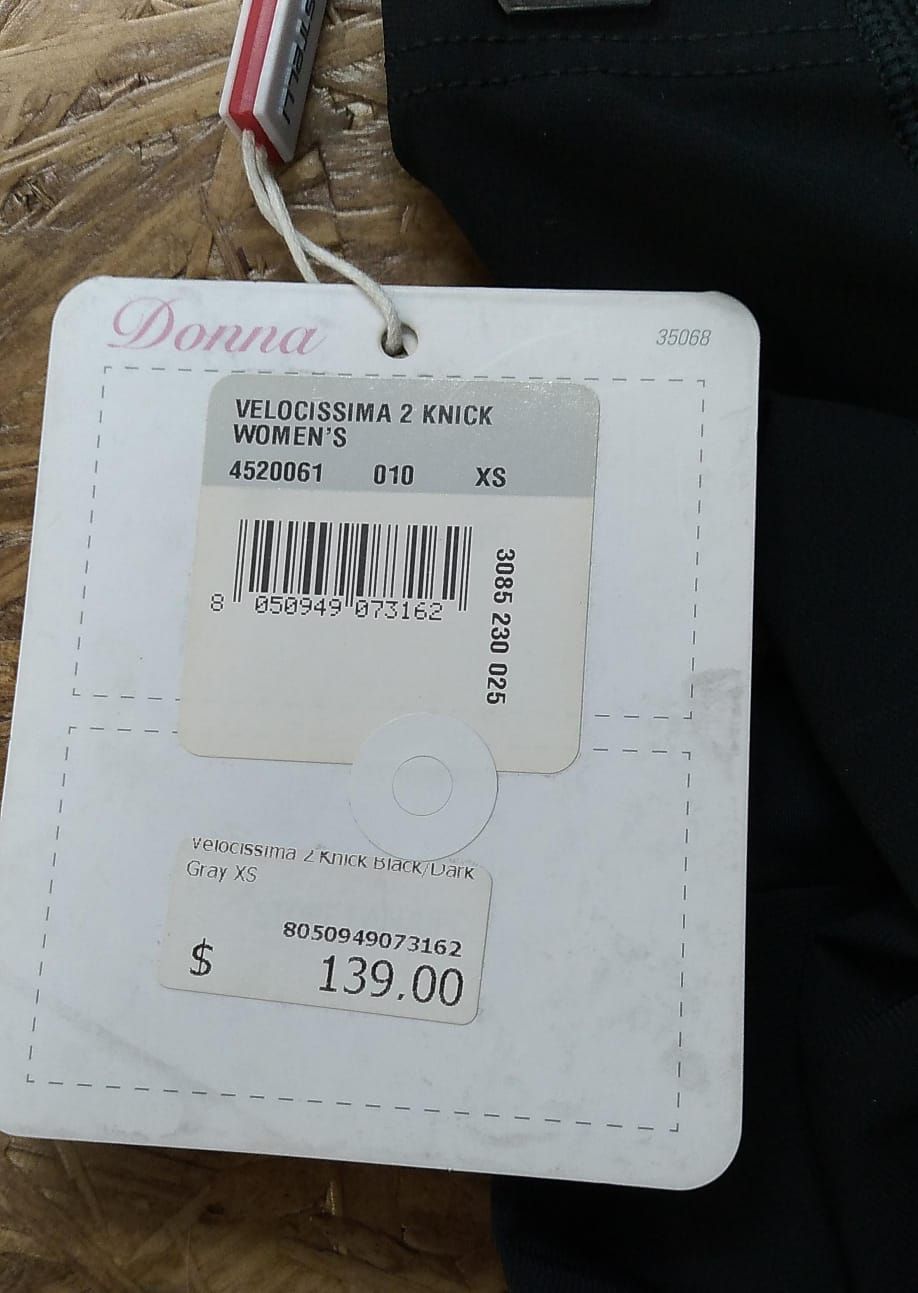 STELLI
Donna
35068
VELOCISSIMA 2 KNICK
WOMEN'S
4520061 010 XS
8 050949 073162
3085 230 025
Velocissima 2 Knick Black/Dark
Gray XS
8050949073162
$ 139.00